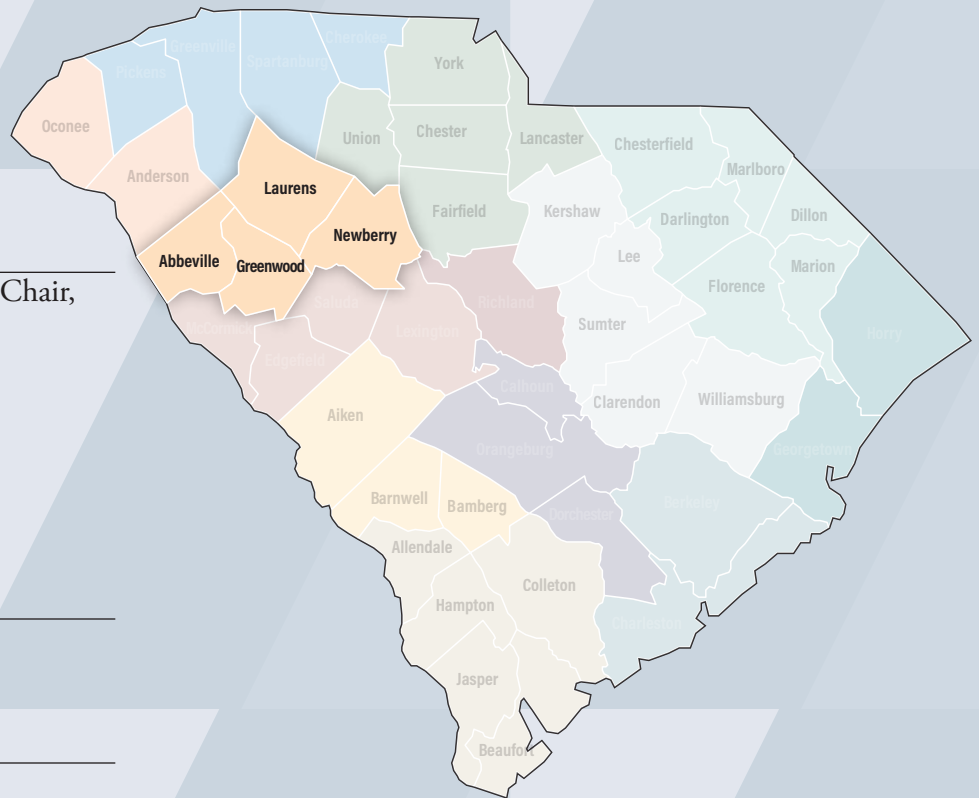 Cherokee
Greenville
Spartanburg
York
Pickens
Oconee
Union
Chester
Lancaster
Chesterfield
Marlboro
Anderson
Laurens
Fairfield
Kershaw
Darlington
Dillon
Newberry
Abbeville
Greenwood
Lee
Marion
Florence
Chair,
Saluda
Richland
McCormick
Lexington
Sumter
Horry
Edgefield
Calhoun
Aiken
Clarendon
Williamsburg
Orangeburg
Georgetown
Barnwell
Bamberg
Berkeley
Dorchester
Allendale
Colleton
Hampton
Charleston
Jasper
Beaufort